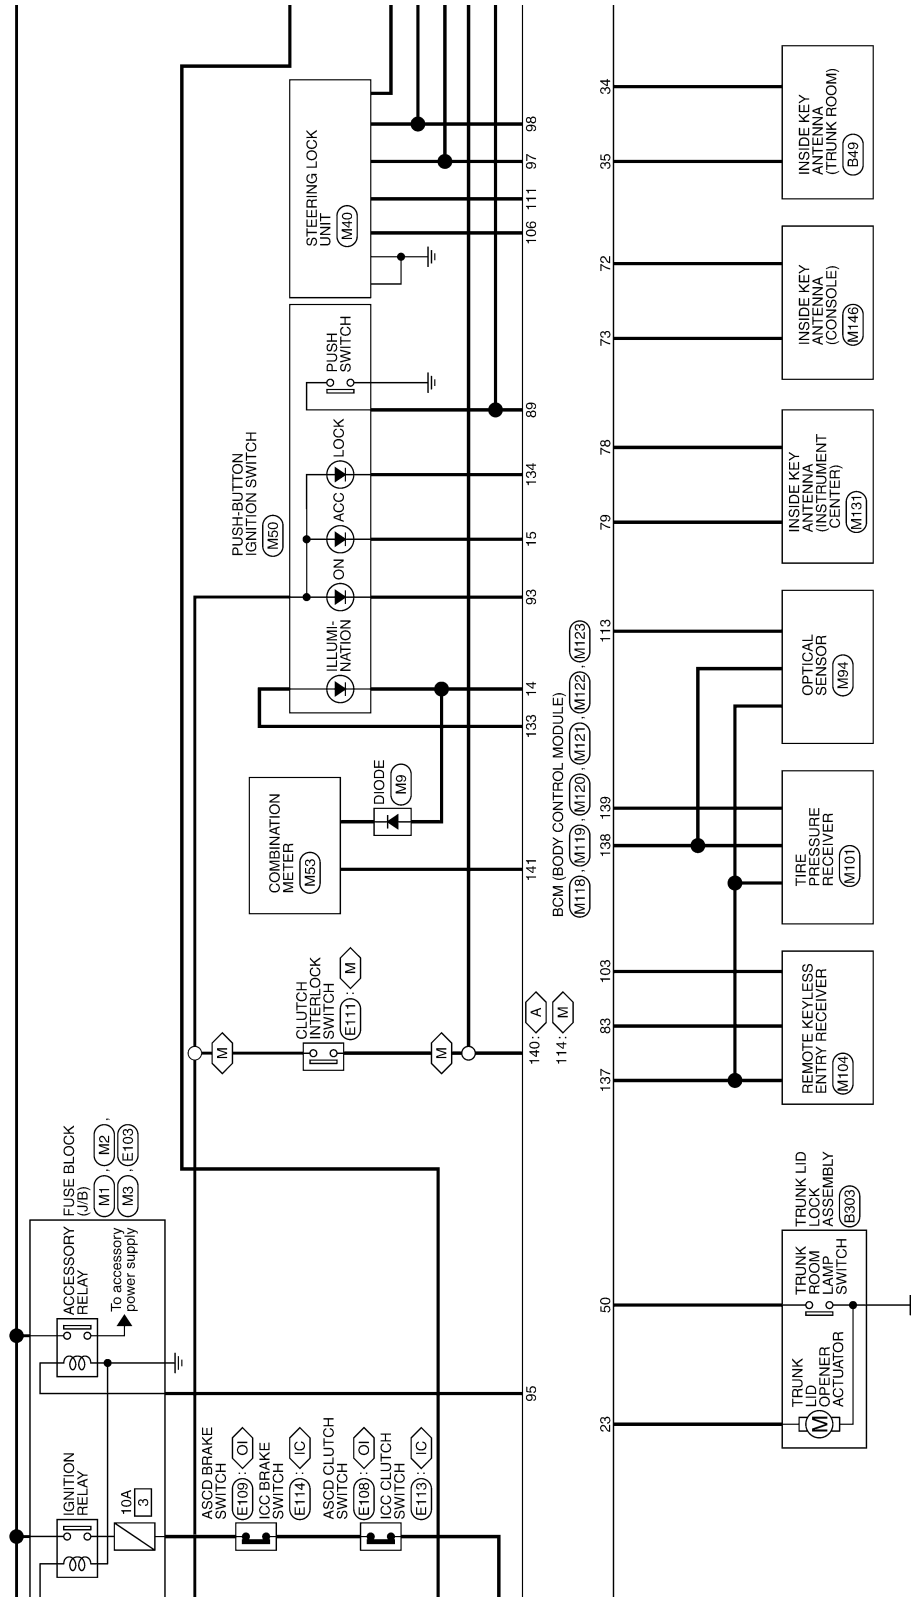 FUSE BLOCK
(J/B)
M1 , M2 ,
M3 , E103
ACCESSORY
RELAY
To accessory
power supply
IGNITION
RELAY
10A
3
ASCD BRAKE
SWITCH
E109 : OI
ICC BRAKE
SWITCH
E114 : IC
ASCD CLUTCH
SWITCH
E108 : OI
ICC CLUTCH
SWITCH
E113 : IC
M
CLUTCH
INTERLOCK
SWITCH
E111 : M
M
COMBINATION
METER
M53
DIODE
M9
PUSH-BUTTON
IGNITION SWITCH
M50
ILLUMI-
NATION
ON
ACC
LOCK
PUSH
SWITCH
STEERING LOCK
UNIT
M40
95
140 : A
114 : M
141
133
14
93
15
134
89
106
111
97
98
BCM (BODY CONTROL MODULE)
M118 , M119 , M120 , M121 , M122 , M123
23
50
137
83
103
138
139
113
79
78
73
72
35
34
TRUNK LID
LOCK
ASSEMBLY
B303
TRUNK
LID
OPENER
ACTUATOR
M
TRUNK
ROOM
LAMP
SWITCH
REMOTE KEYLESS
ENTRY RECEIVER
M104
TIRE
PRESSURE
RECEIVER
M101
OPTICAL
SENSOR
M94
INSIDE KEY
ANTENNA
(INSTRUMENT
CENTER)
M131
INSIDE KEY
ANTENNA
(CONSOLE)
M146
INSIDE KEY
ANTENNA
(TRUNK ROOM)
B49